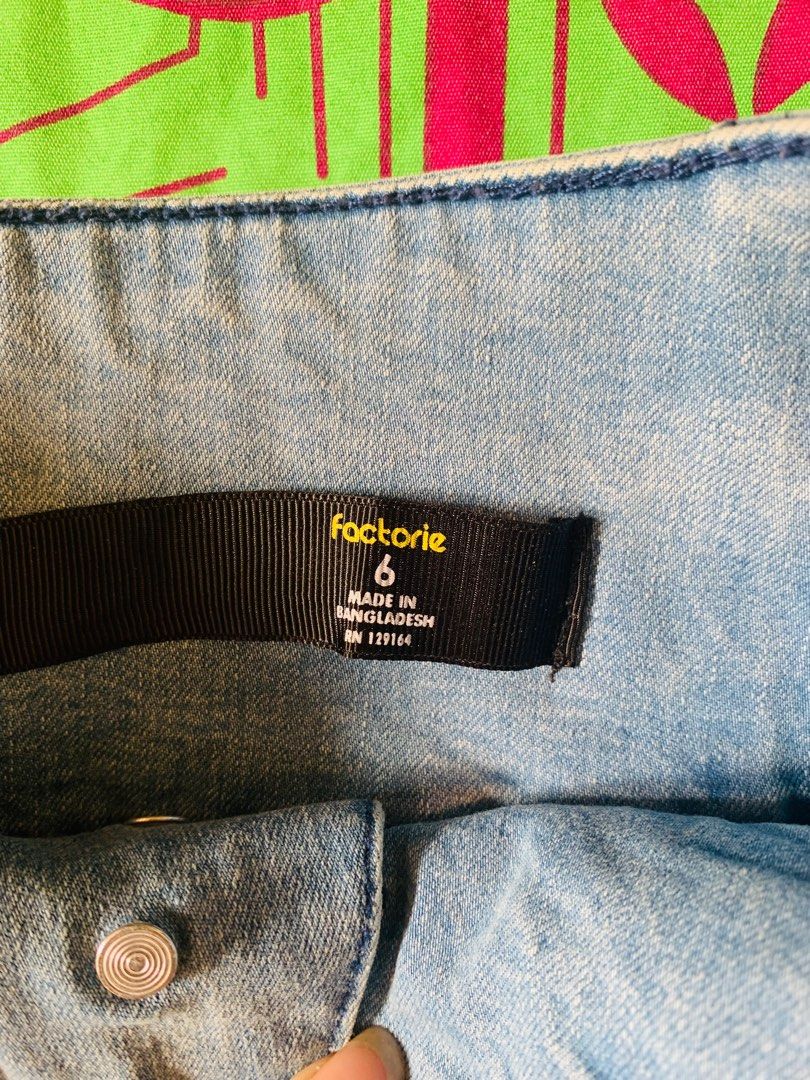 factorie
6
MADE IN
BANGLADESH
RN 129164